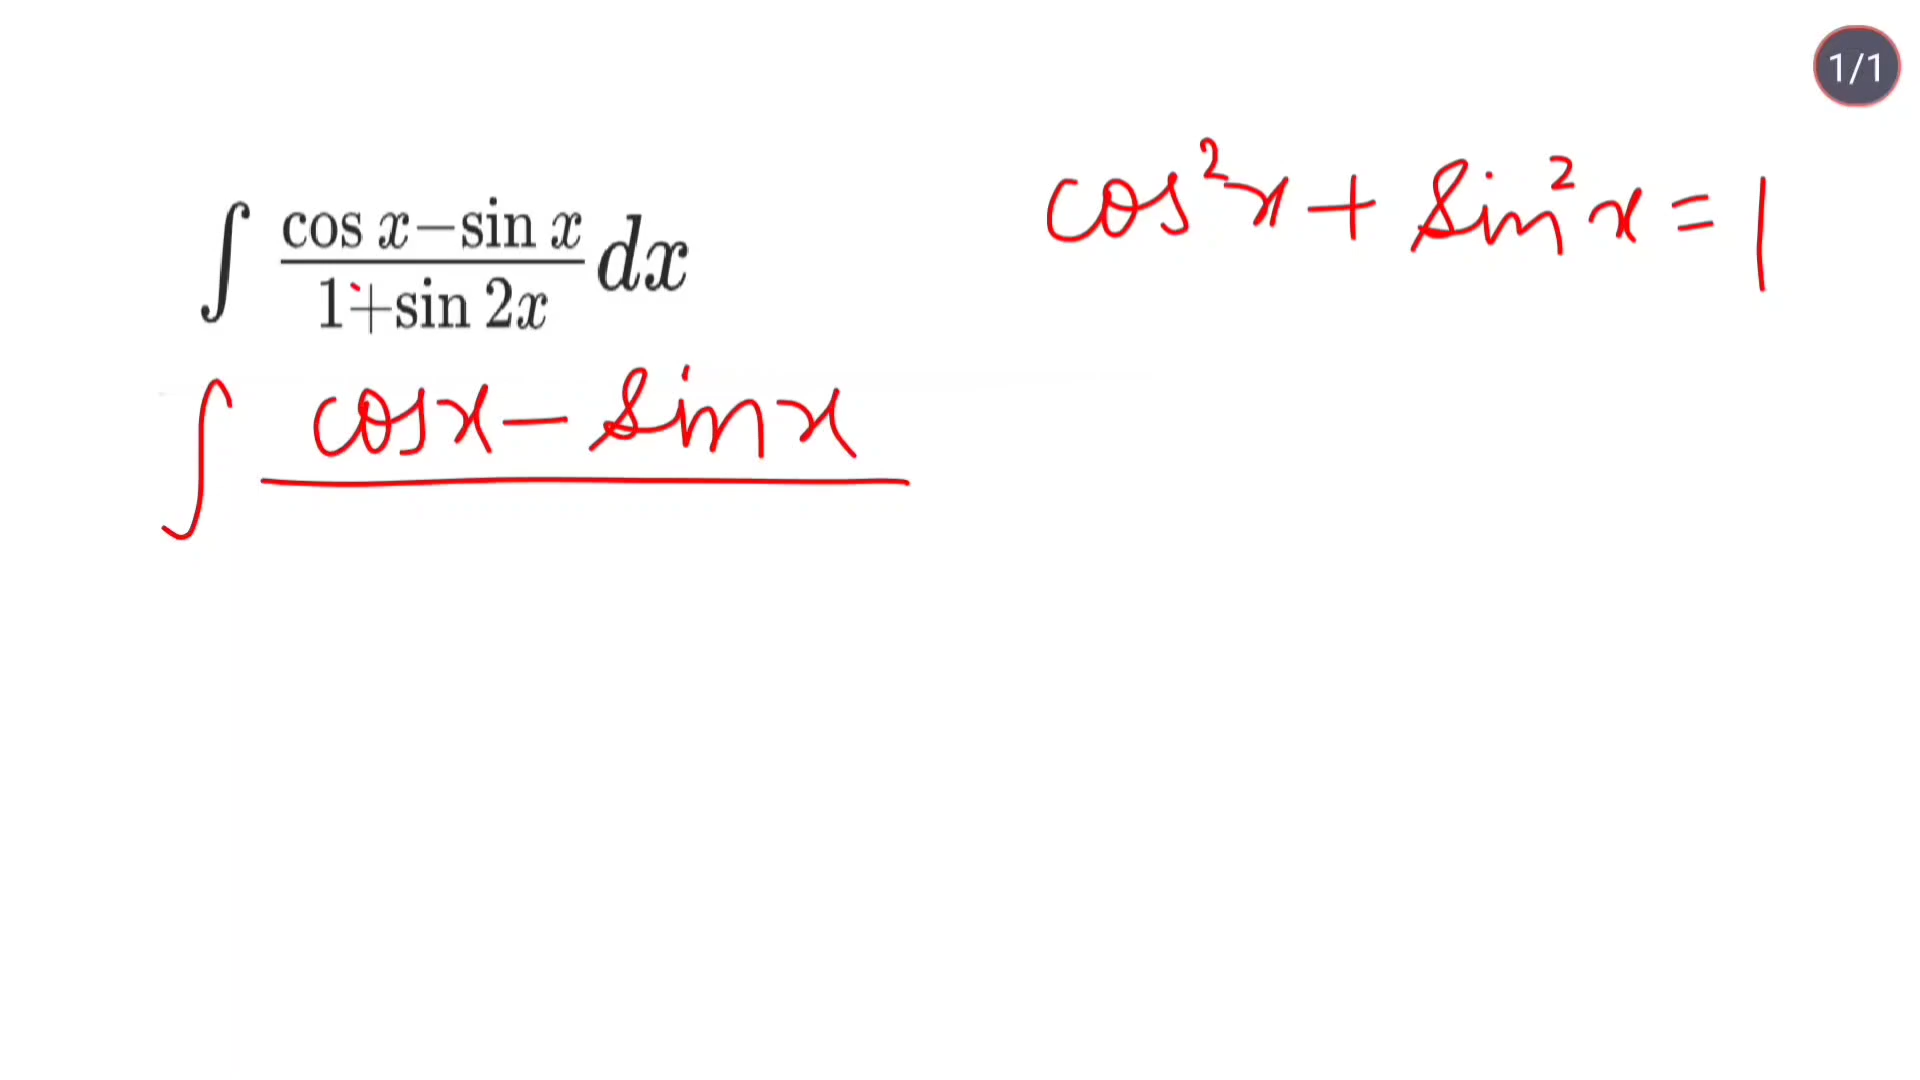 1/1
cos²x + sin²x = 1
∫ (cos x − sin x)/(1+sin 2x) dx
∫ cosx − sinx